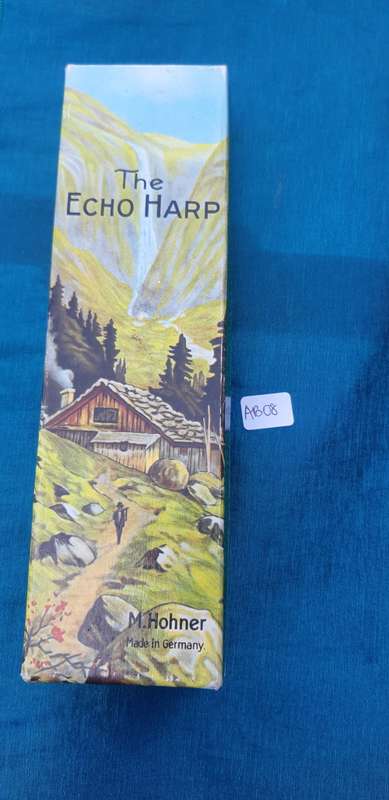 The
ECHO HARP
AB08
M. Hohner
Made in Germany.